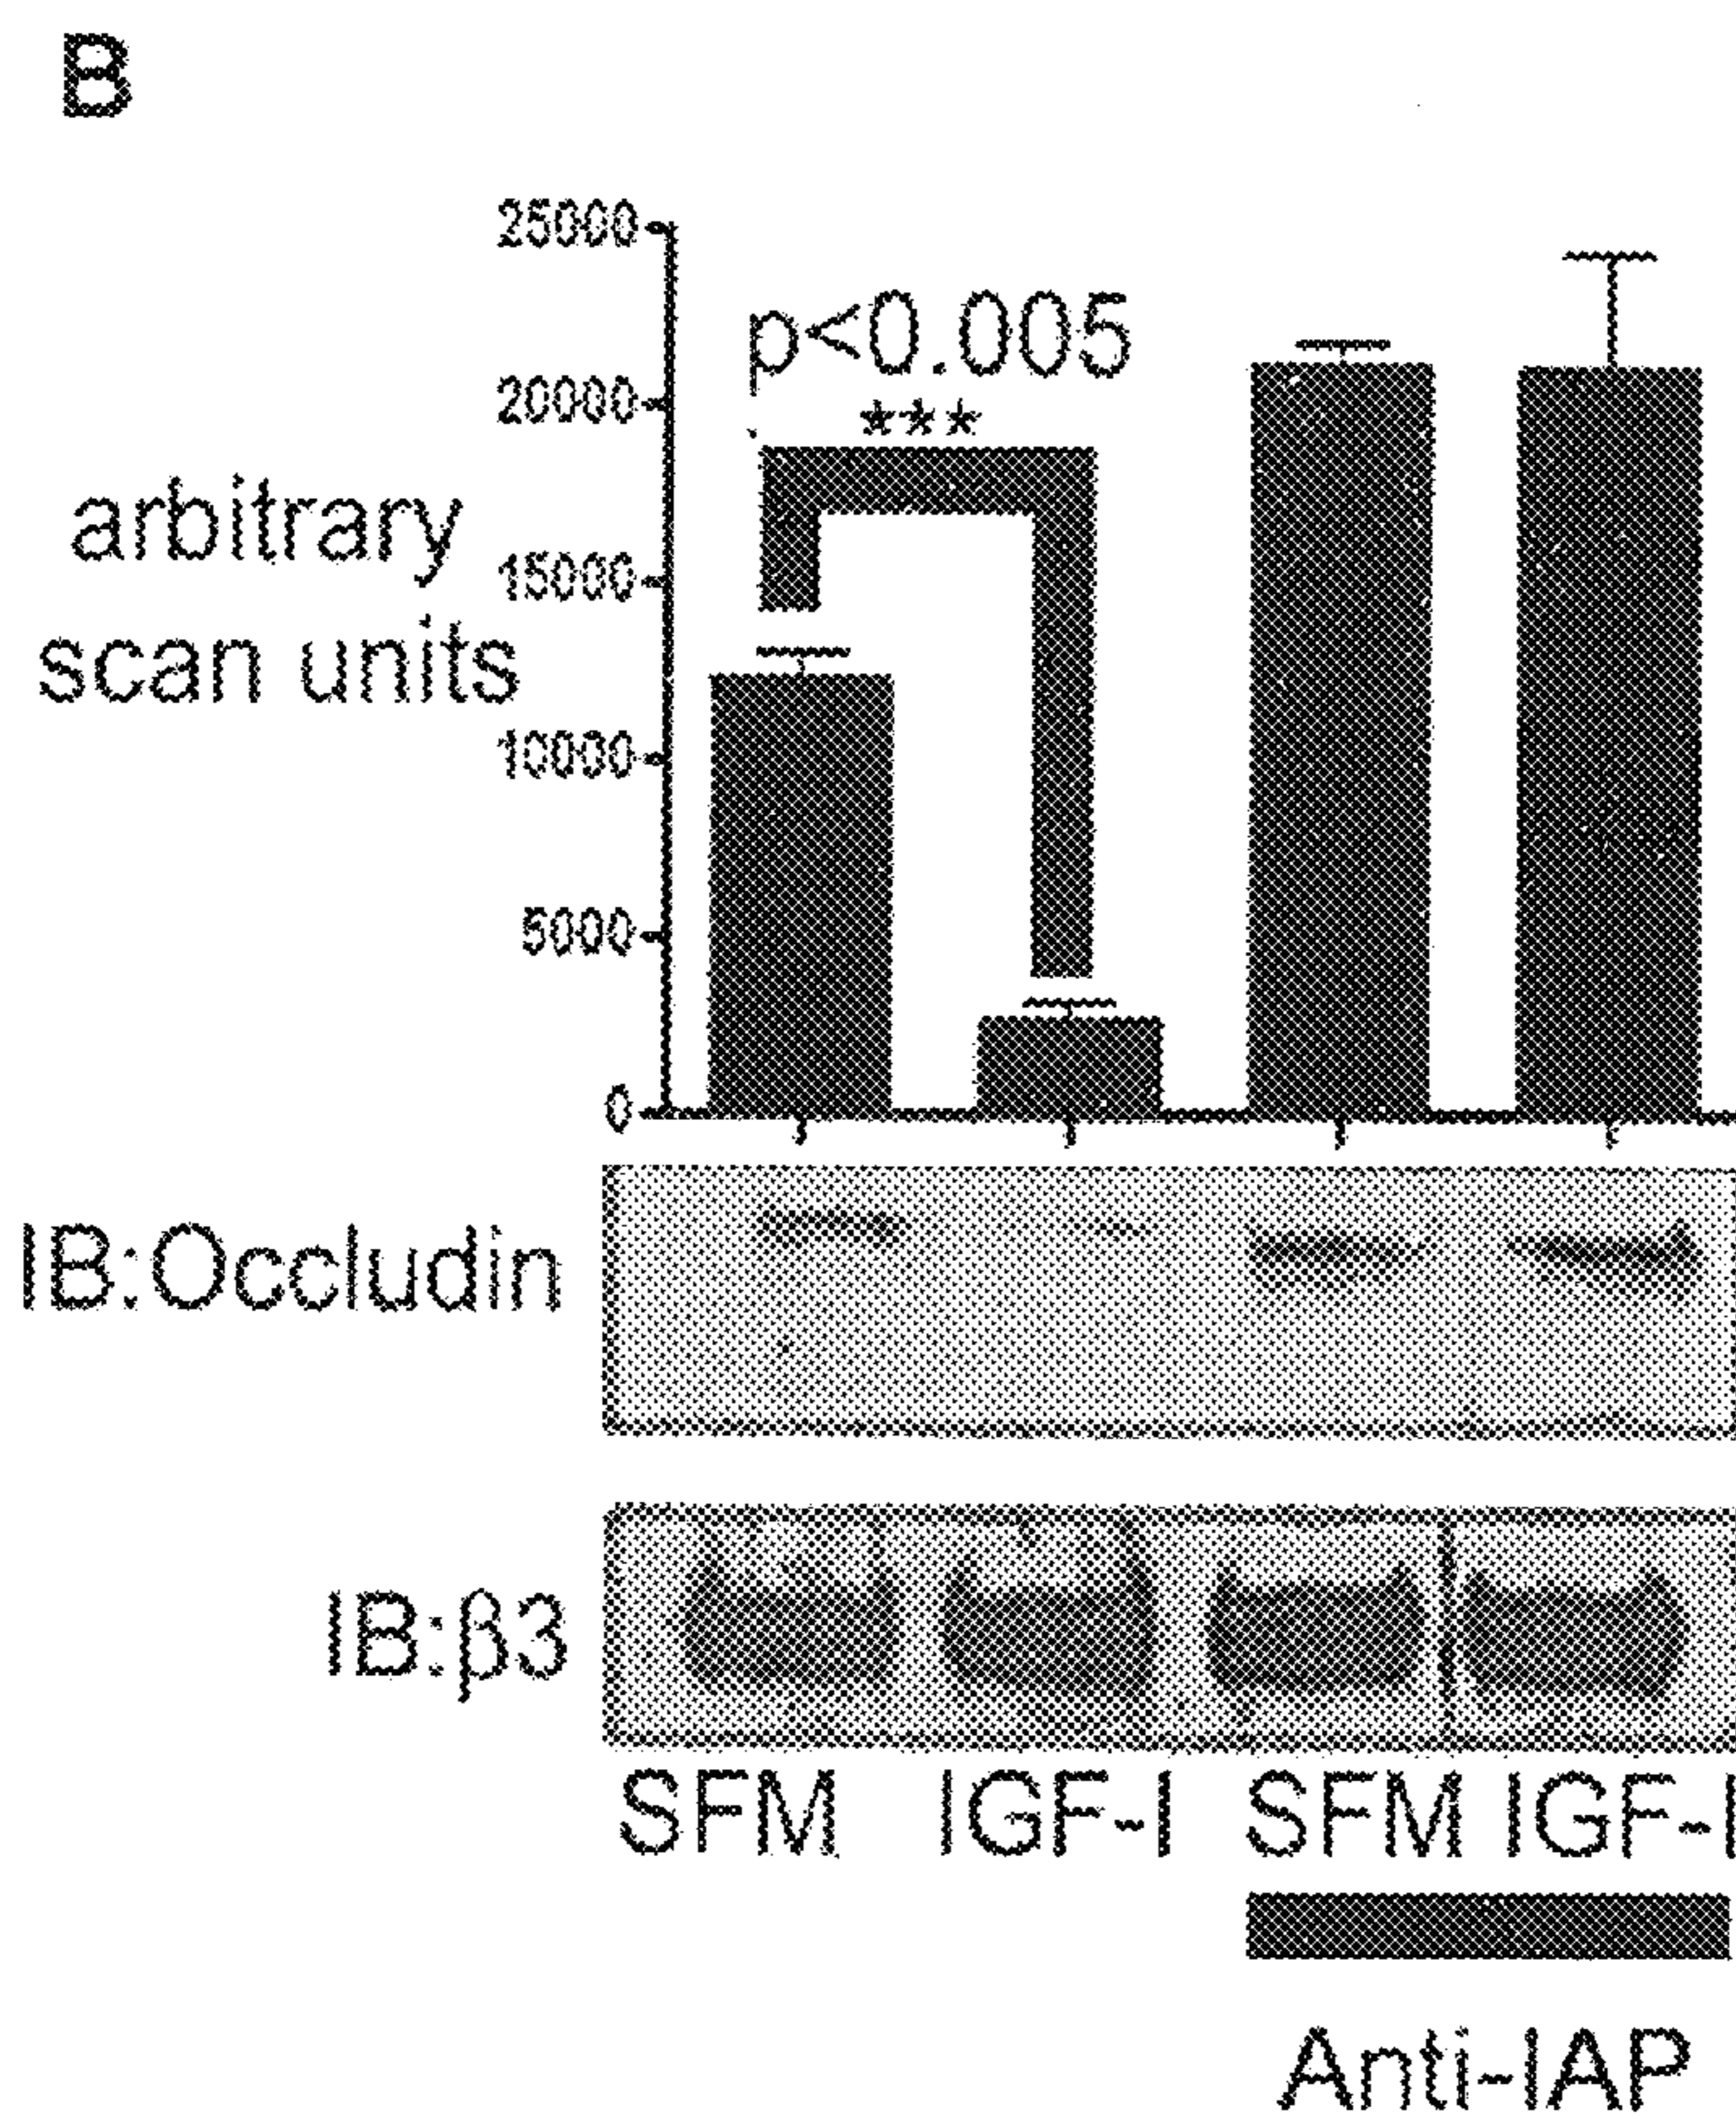 B
25000
p<0.005
20000
***
arbitrary
scan units
15000
10000
5000
0
IB:Occludin
IB:β3
SFM IGF-I SFM IGF-I
Anti-IAP